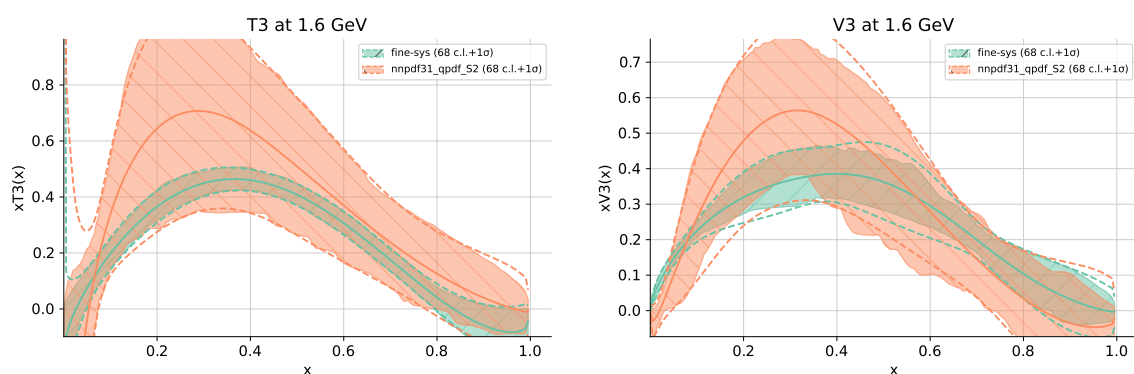 T3 at 1.6 GeV
fine-sys (68 c.l.+1σ)
nnpdf31_qpdf_S2 (68 c.l.+1σ)
xT3(x)
0.8
0.6
0.4
0.2
0.0
0.2 0.4 0.6 0.8 1.0
x
V3 at 1.6 GeV
fine-sys (68 c.l.+1σ)
nnpdf31_qpdf_S2 (68 c.l.+1σ)
xV3(x)
0.7
0.6
0.5
0.4
0.3
0.2
0.1
0.0
0.2 0.4 0.6 0.8 1.0
x